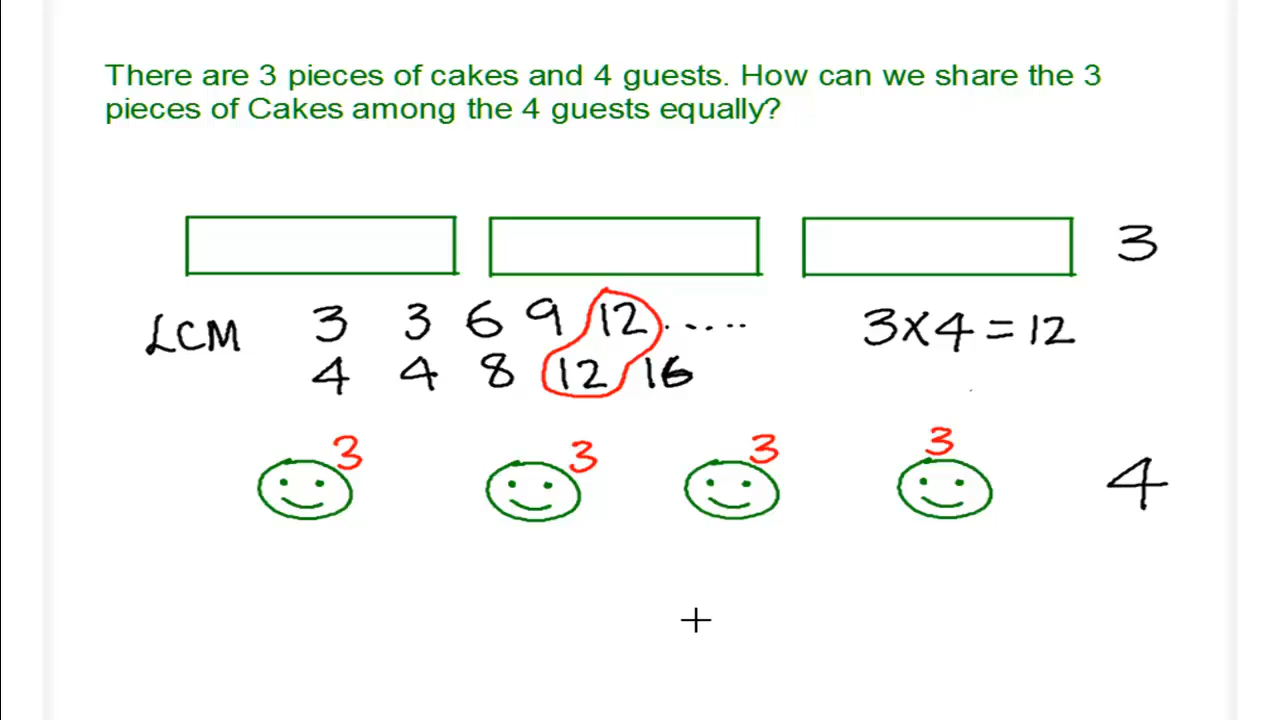 There are 3 pieces of cakes and 4 guests. How can we share the 3
pieces of Cakes among the 4 guests equally?
3
LCM 3 3 6 9 12 ..... 3×4=12
4 4 8 12 16
3 3 3 3
4